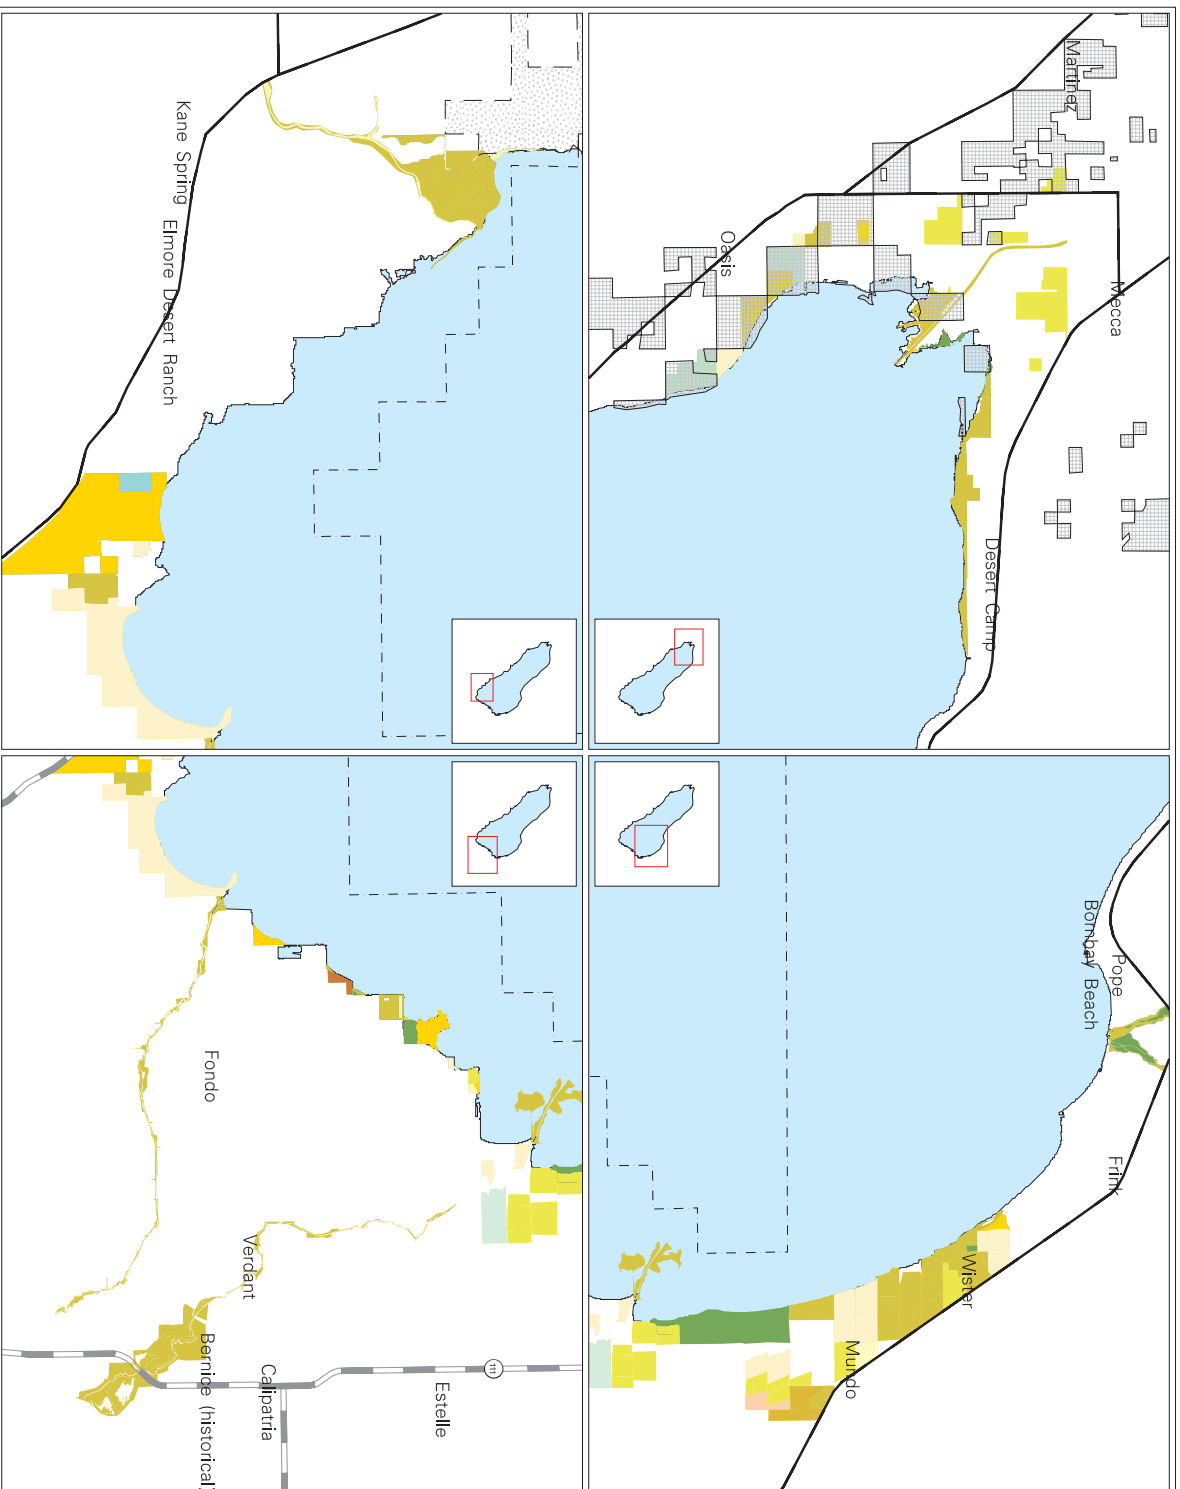 Martinez
Mecca
Oasis
Desert Camp
Kane Spring
Elmore Desert Ranch
Bombay Beach
Pope
Frink
Wister
Mundo
Fondo
Verdant
Bernice (historical)
Calipatria
Estelle
111